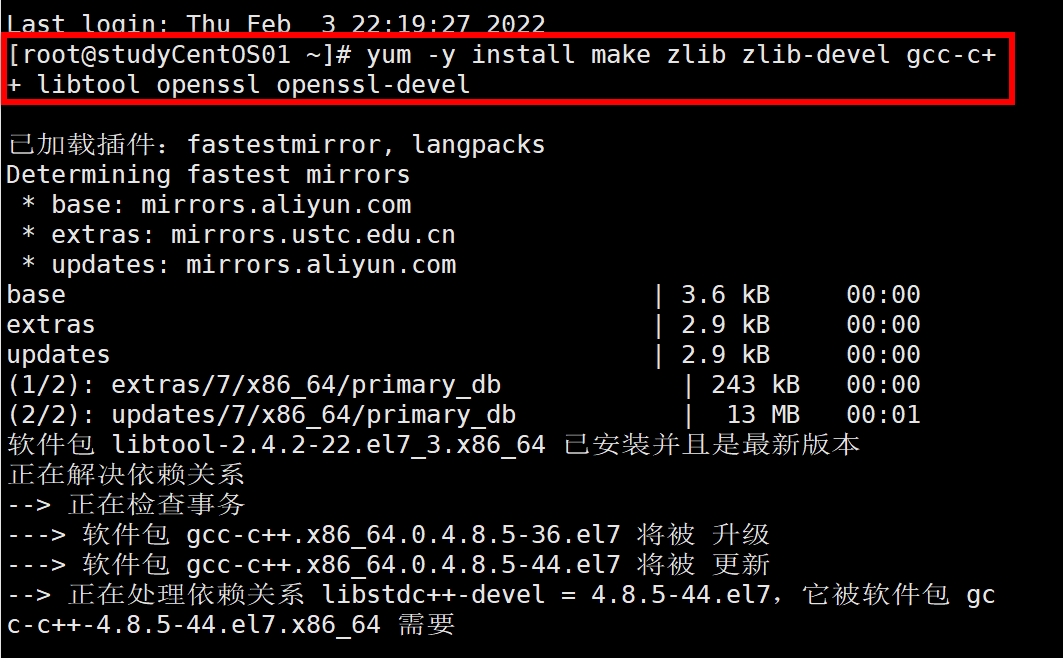 Last login: Thu Feb  3 22:19:27 2022
[root@studyCentOS01 ~]# yum -y install make zlib zlib-devel gcc-c+
+ libtool openssl openssl-devel
已加载插件：fastestmirror, langpacks
Determining fastest mirrors
 * base: mirrors.aliyun.com
 * extras: mirrors.ustc.edu.cn
 * updates: mirrors.aliyun.com
base                                       | 3.6 kB     00:00
extras                                     | 2.9 kB     00:00
updates                                    | 2.9 kB     00:00
(1/2): extras/7/x86_64/primary_db            | 243 kB   00:00
(2/2): updates/7/x86_64/primary_db           |  13 MB   00:01
软件包 libtool-2.4.2-22.el7_3.x86_64 已安装并且是最新版本
正在解决依赖关系
--> 正在检查事务
---> 软件包 gcc-c++.x86_64.0.4.8.5-36.el7 将被 升级
---> 软件包 gcc-c++.x86_64.0.4.8.5-44.el7 将被 更新
--> 正在处理依赖关系 libstdc++-devel = 4.8.5-44.el7，它被软件包 gc
c-c++-4.8.5-44.el7.x86_64 需要